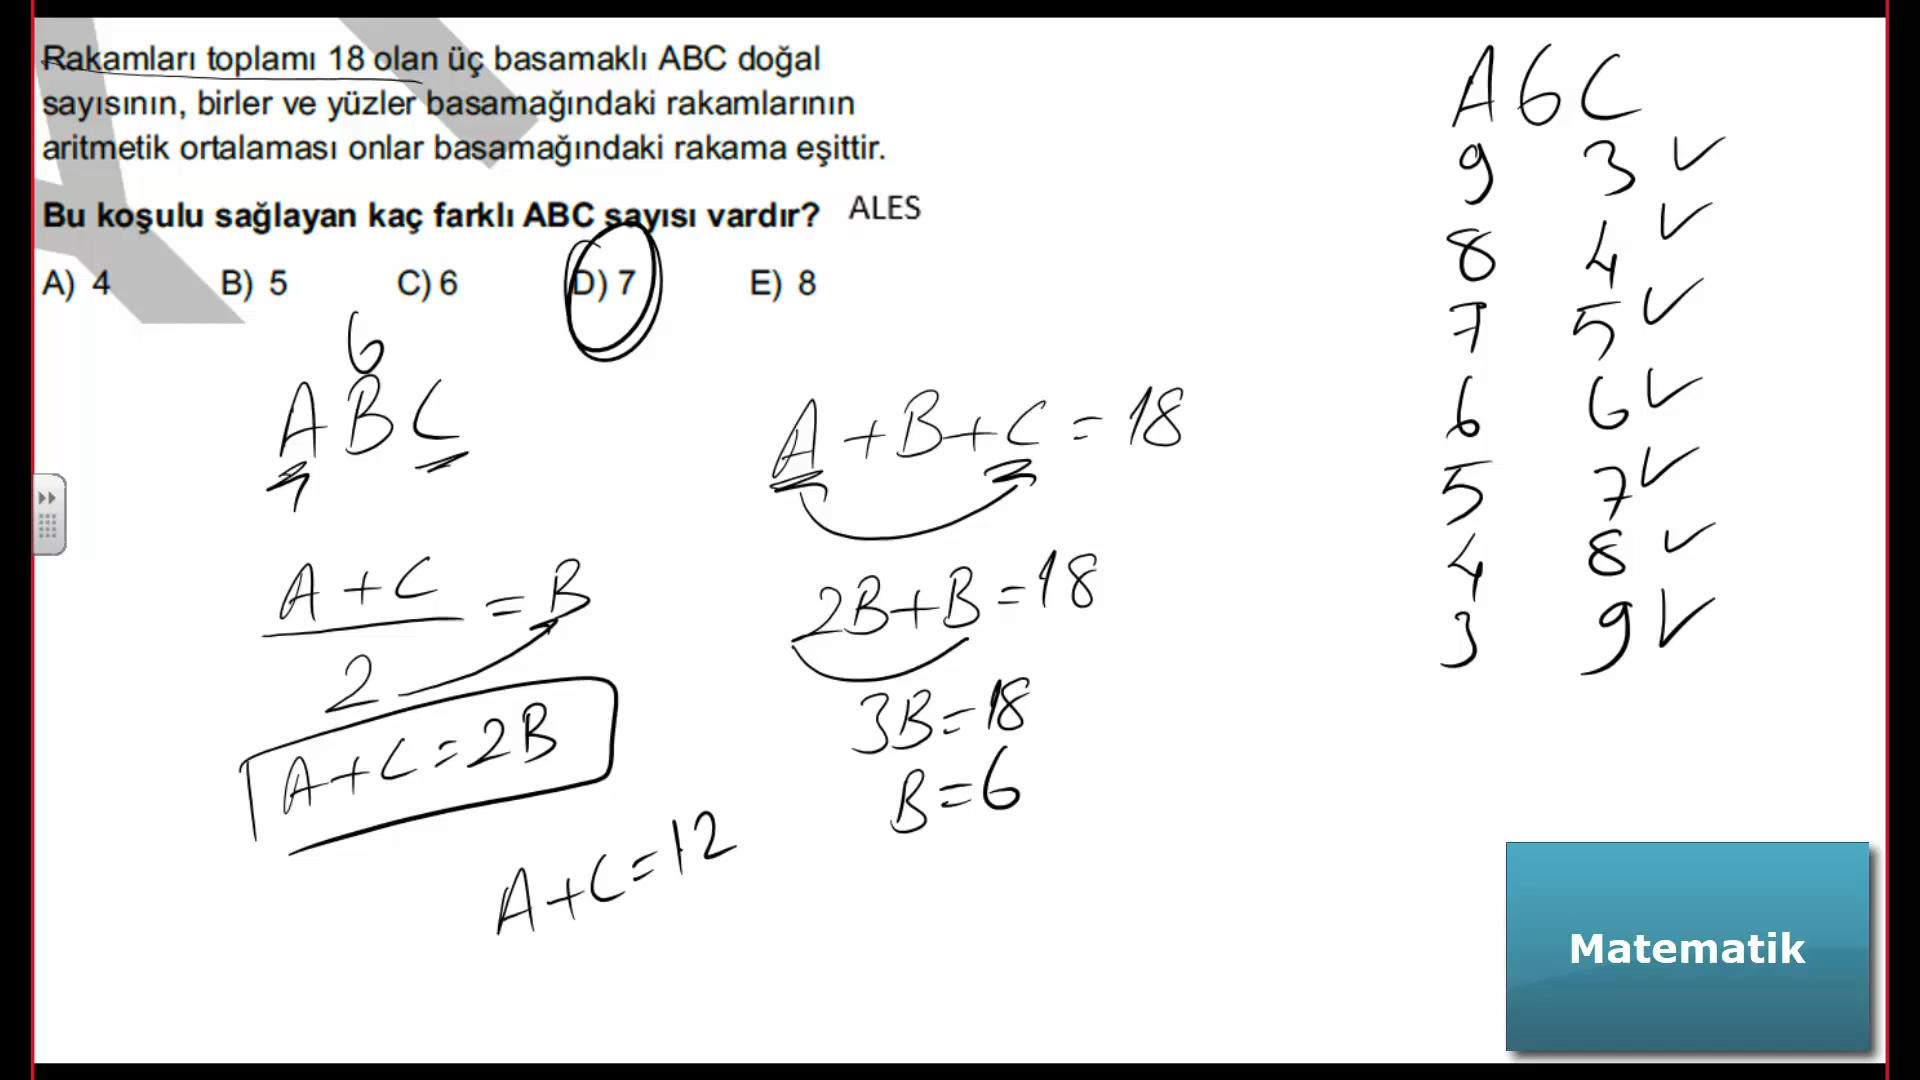 Rakamları toplamı 18 olan üç basamaklı ABC doğal
sayısının, birler ve yüzler basamağındaki rakamlarının
aritmetik ortalaması onlar basamağındaki rakama eşittir.
Bu koşulu sağlayan kaç farklı ABC sayısı vardır? ALES
A) 4 B) 5 C) 6 D) 7 E) 8
6
A B C
A + C
= B
2
A+C=2B
A+C=12
A+B+C=18
2B+B=18
3B=18
B=6
A 6 C
9 3 ✓
8 4 ✓
7 5 ✓
6 6 ✓
5 7 ✓
4 8 ✓
3 9 ✓
Matematik